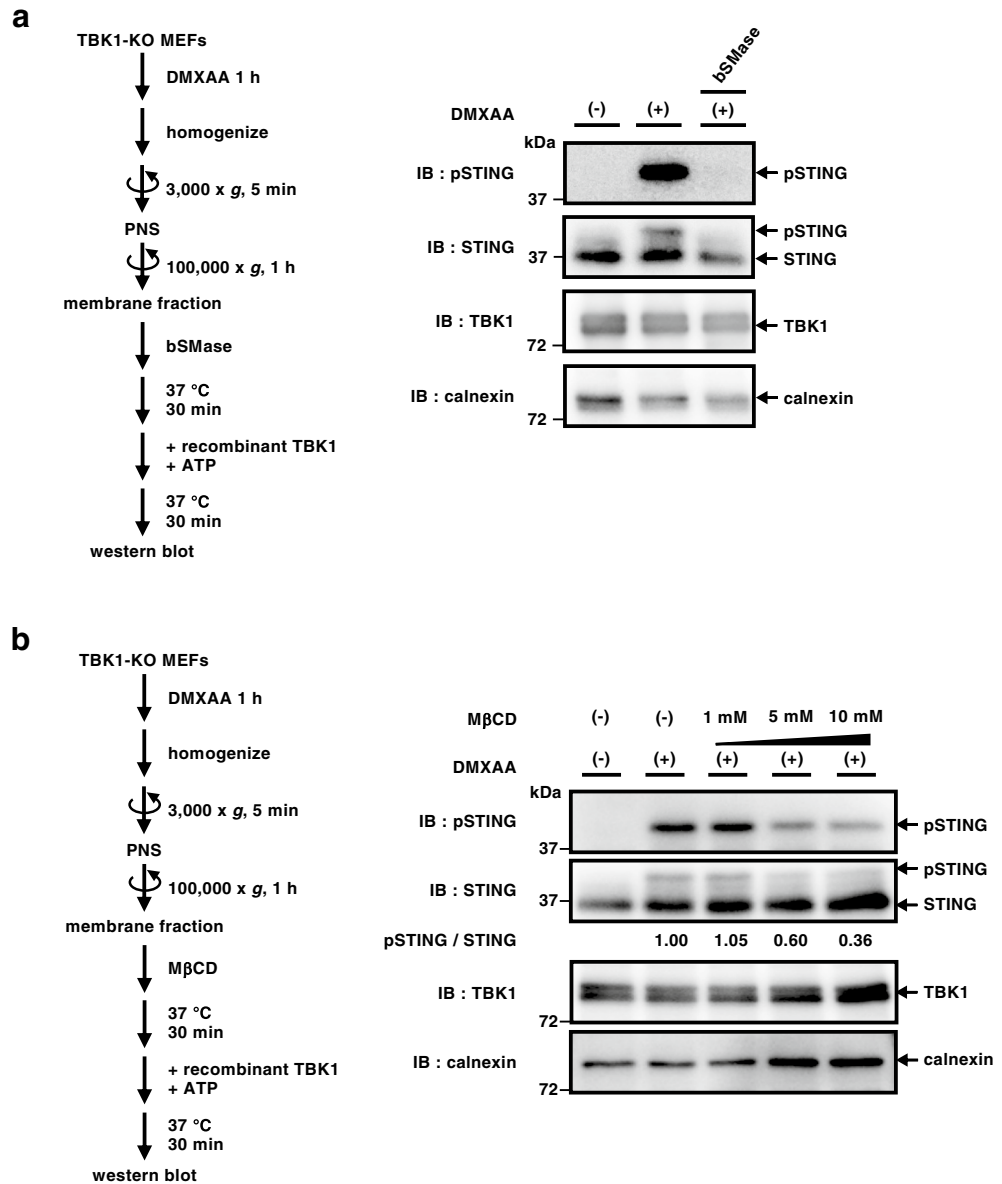 a
TBK1-KO MEFs
DMXAA 1 h
homogenize
3,000 x g, 5 min
PNS
100,000 x g, 1 h
membrane fraction
bSMase
37 °C
30 min
+ recombinant TBK1
+ ATP
37 °C
30 min
western blot
bSMase
DMXAA (-) (+) (+)
kDa
IB : pSTING pSTING
37
IB : STING pSTING
37 STING
IB : TBK1 TBK1
72
IB : calnexin calnexin
72
b
TBK1-KO MEFs
DMXAA 1 h
homogenize
3,000 x g, 5 min
PNS
100,000 x g, 1 h
membrane fraction
MβCD
37 °C
30 min
+ recombinant TBK1
+ ATP
37 °C
30 min
western blot
MβCD (-) (-) 1 mM 5 mM 10 mM
DMXAA (-) (+) (+) (+) (+)
kDa
IB : pSTING pSTING
37
IB : STING pSTING
37 STING
pSTING / STING 1.00 1.05 0.60 0.36
IB : TBK1 TBK1
72
IB : calnexin calnexin
72